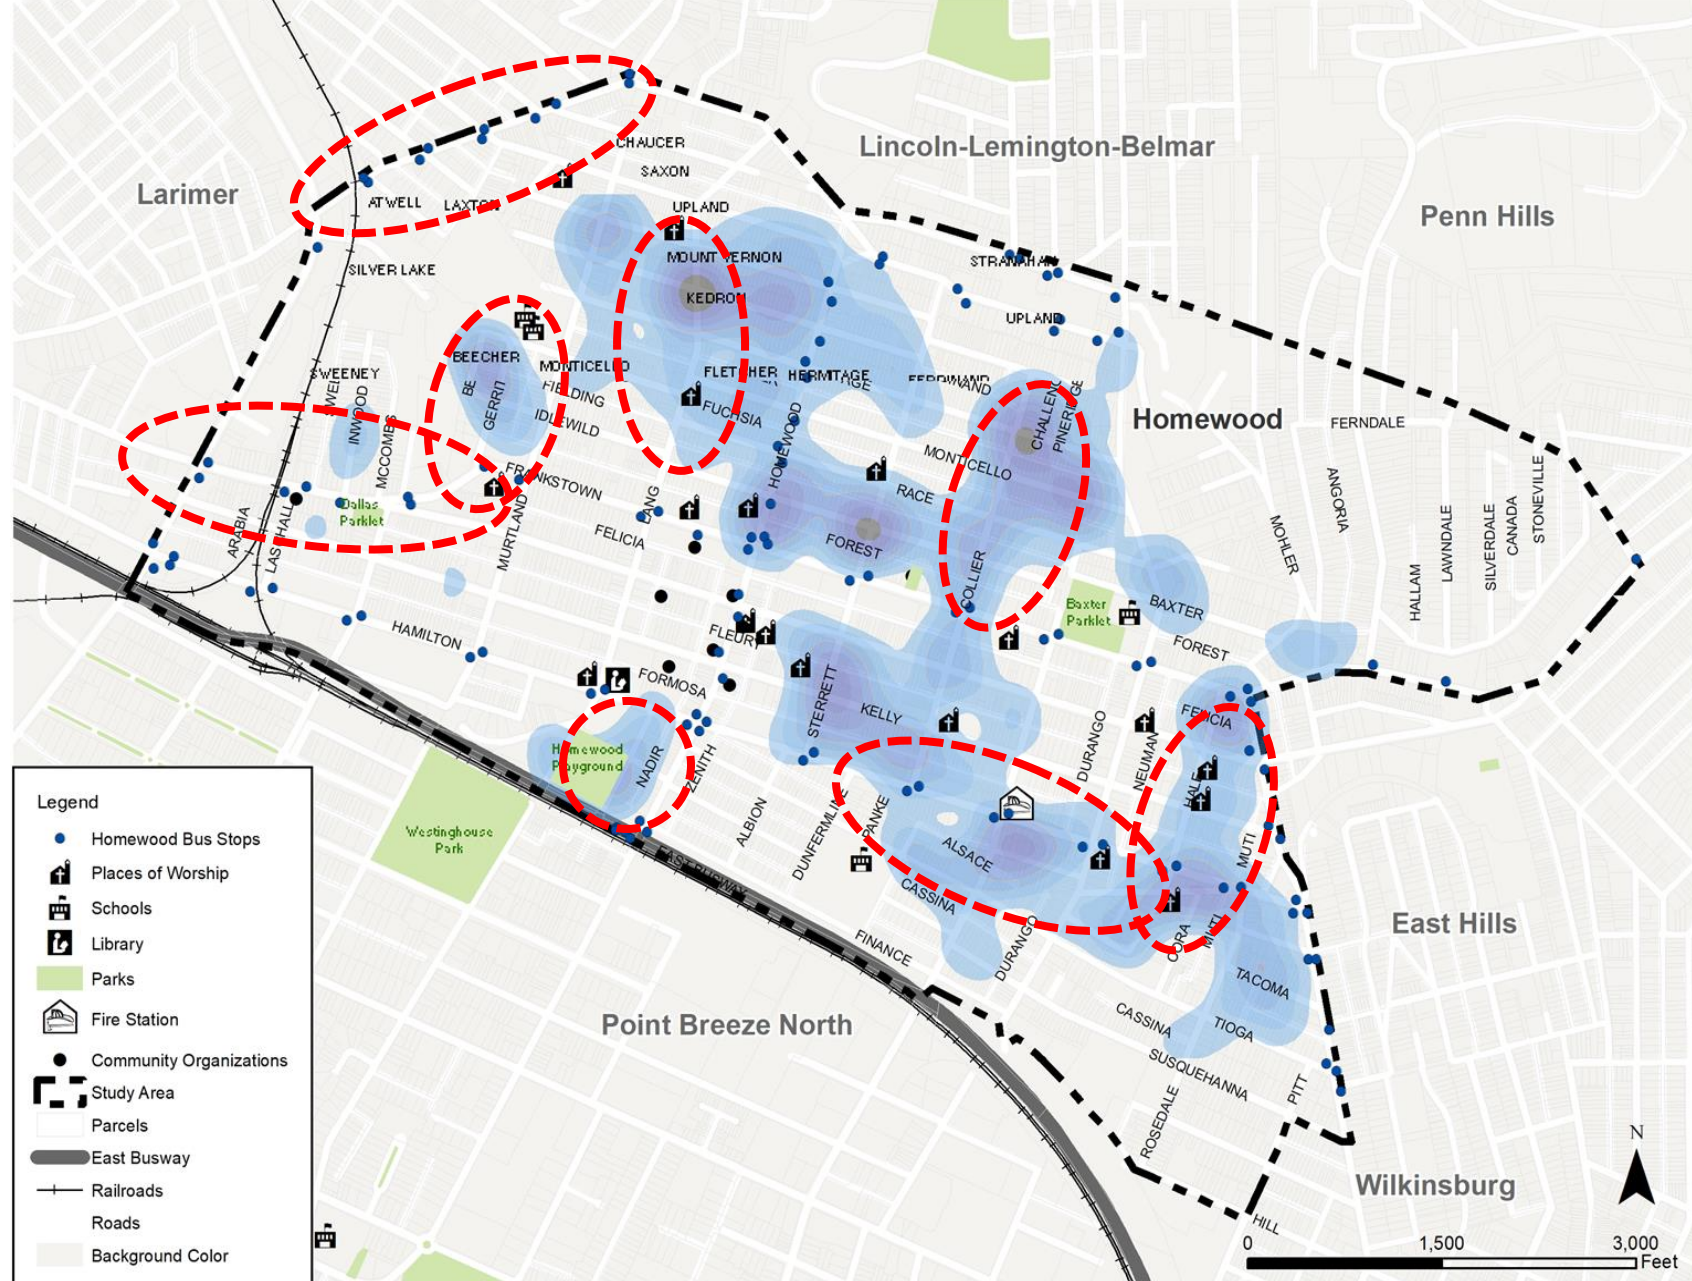 Lincoln-Lemington-Belmar
Larimer
Penn Hills
CHAUCER
SAXON
ATWELL
LAXTON
UPLAND
MOUNT VERNON
STRANAHAN
SILVER LAKE
KEDRON
UPLAND
BEECHER
MONTICELLO
FLETCHER
HERMITAGE
FERDINAND
SWEENEY
FIELDING
IDLEWILD
FUCHSIA
HOMEWOOD
PINERIDGE
Homewood
FERNDALE
INWOOD
MCCOMBS
GERRIT
MONTICELLO
FRANKSTOWN
RACE
LANG
Dallas
Parklet
ARABIA
MURTLAND
FELICIA
FOREST
COLLIER
MOHLER
ANGORIA
HALLAM
LAWNDALE
SILVERDALE
CANADA
STONEVILLE
Baxter
Parklet
BAXTER
FOREST
HAMILTON
FLEURY
FORMOSA
STERRETT
KELLY
FELICIA
DURANGO
NEUMAN
HALE
Homewood
Playground
NADIR
ZENITH
ALBION
DUNFERMLINE
ALSACE
MUTI
CASSINA
Westinghouse
Park
FINANCE
DURANGO
CORA
MUTI
East Hills
TACOMA
CASSINA
TIOGA
Point Breeze North
SUSQUEHANNA
ROSEDALE
PITT
Wilkinsburg
HILL
N
0 1,500 3,000
Feet
Legend
Homewood Bus Stops
Places of Worship
Schools
Library
Parks
Fire Station
Community Organizations
Study Area
Parcels
East Busway
Railroads
Roads
Background Color